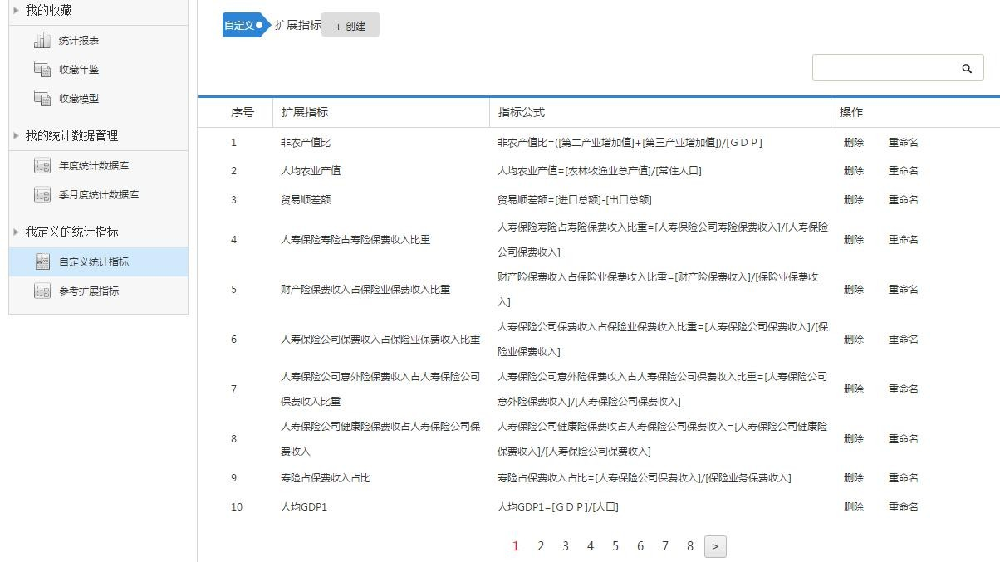 我的收藏
统计报表
收藏年鉴
收藏模型
我的统计数据管理
年度统计数据库
季月度统计数据库
我定义的统计指标
自定义统计指标
参考扩展指标
自定义 扩展指标 + 创建
序号 扩展指标 指标公式 操作
1 非农产值比 非农产值比=([第二产业增加值]+[第三产业增加值])/[ＧＤＰ] 删除 重命名
2 人均农业产值 人均农业产值=[农林牧渔业总产值]/[常住人口] 删除 重命名
3 贸易顺差额 贸易顺差额=[进口总额]-[出口总额] 删除 重命名
4 人寿保险寿险占寿险保费收入比重 人寿保险寿险占寿险保费收入比重=[人寿保险公司寿险保费收入]/[人寿保险
公司保费收入] 删除 重命名
5 财产险保费收入占保险业保费收入比重 财产险保费收入占保险业保费收入比重=[财产险保费收入]/[保险业保费收
入] 删除 重命名
6 人寿保险公司保费收入占保险业保费收入比重 人寿保险公司保费收入占保险业保费收入比重=[人寿保险公司保费收入]/[保
险业保费收入] 删除 重命名
7 人寿保险公司意外险保费收入占人寿保险公司
保费收入比重 人寿保险公司意外险保费收入占人寿保险公司保费收入比重=[人寿保险公司
意外险保费收入]/[人寿保险公司保费收入] 删除 重命名
8 人寿保险公司健康险保费收占人寿保险公司保
费收入 人寿保险公司健康险保费收占人寿保险公司保费收入=[人寿保险公司健康险
保费收入]/[人寿保险公司保费收入] 删除 重命名
9 寿险占保费收入占比 寿险占保费收入占比=[人寿保险公司保费收入]/[保险业务保费收入] 删除 重命名
10 人均GDP1 人均GDP1=[ＧＤＰ]/[人口] 删除 重命名
1 2 3 4 5 6 7 8 >